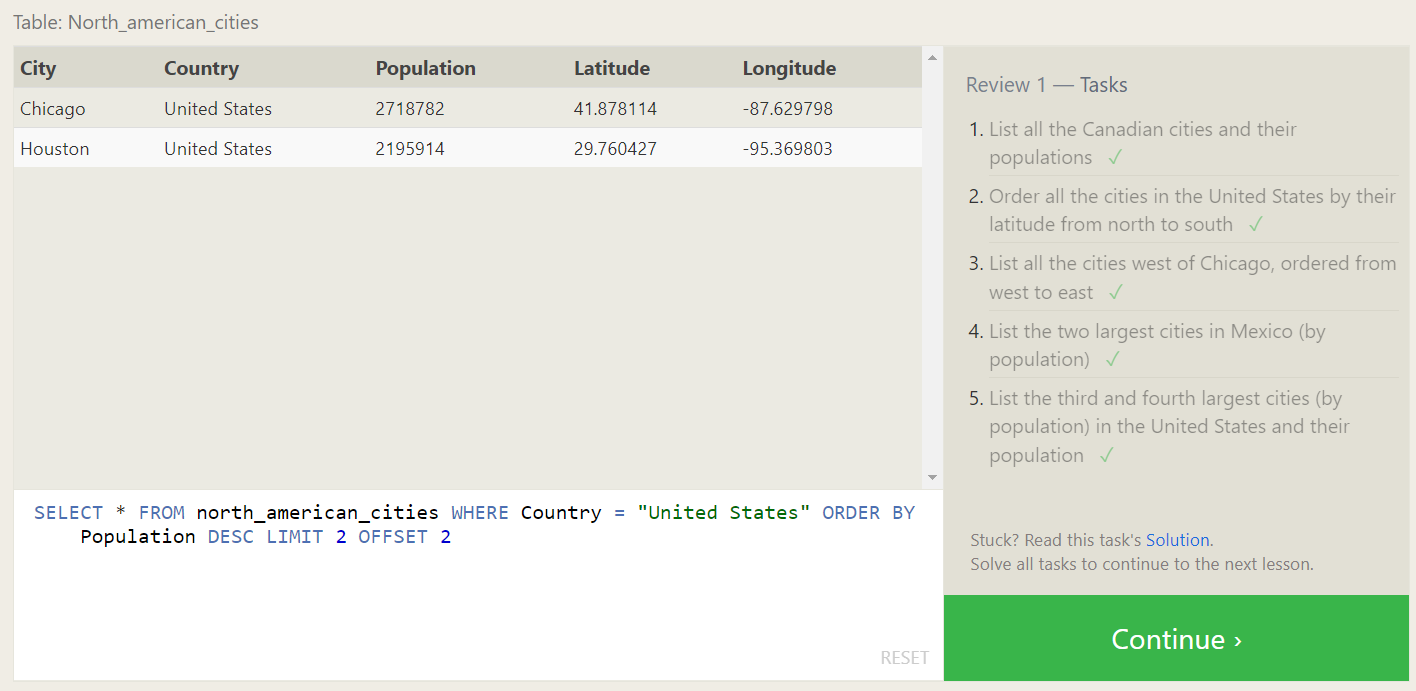 Table: North_american_cities
City Country Population Latitude Longitude
Chicago United States 2718782 41.878114 -87.629798
Houston United States 2195914 29.760427 -95.369803
SELECT * FROM north_american_cities WHERE Country = "United States" ORDER BY
Population DESC LIMIT 2 OFFSET 2
RESET
Review 1 — Tasks
1. List all the Canadian cities and their
populations ✓
2. Order all the cities in the United States by their
latitude from north to south ✓
3. List all the cities west of Chicago, ordered from
west to east ✓
4. List the two largest cities in Mexico (by
population) ✓
5. List the third and fourth largest cities (by
population) in the United States and their
population ✓
Stuck? Read this task's Solution.
Solve all tasks to continue to the next lesson.
Continue ›